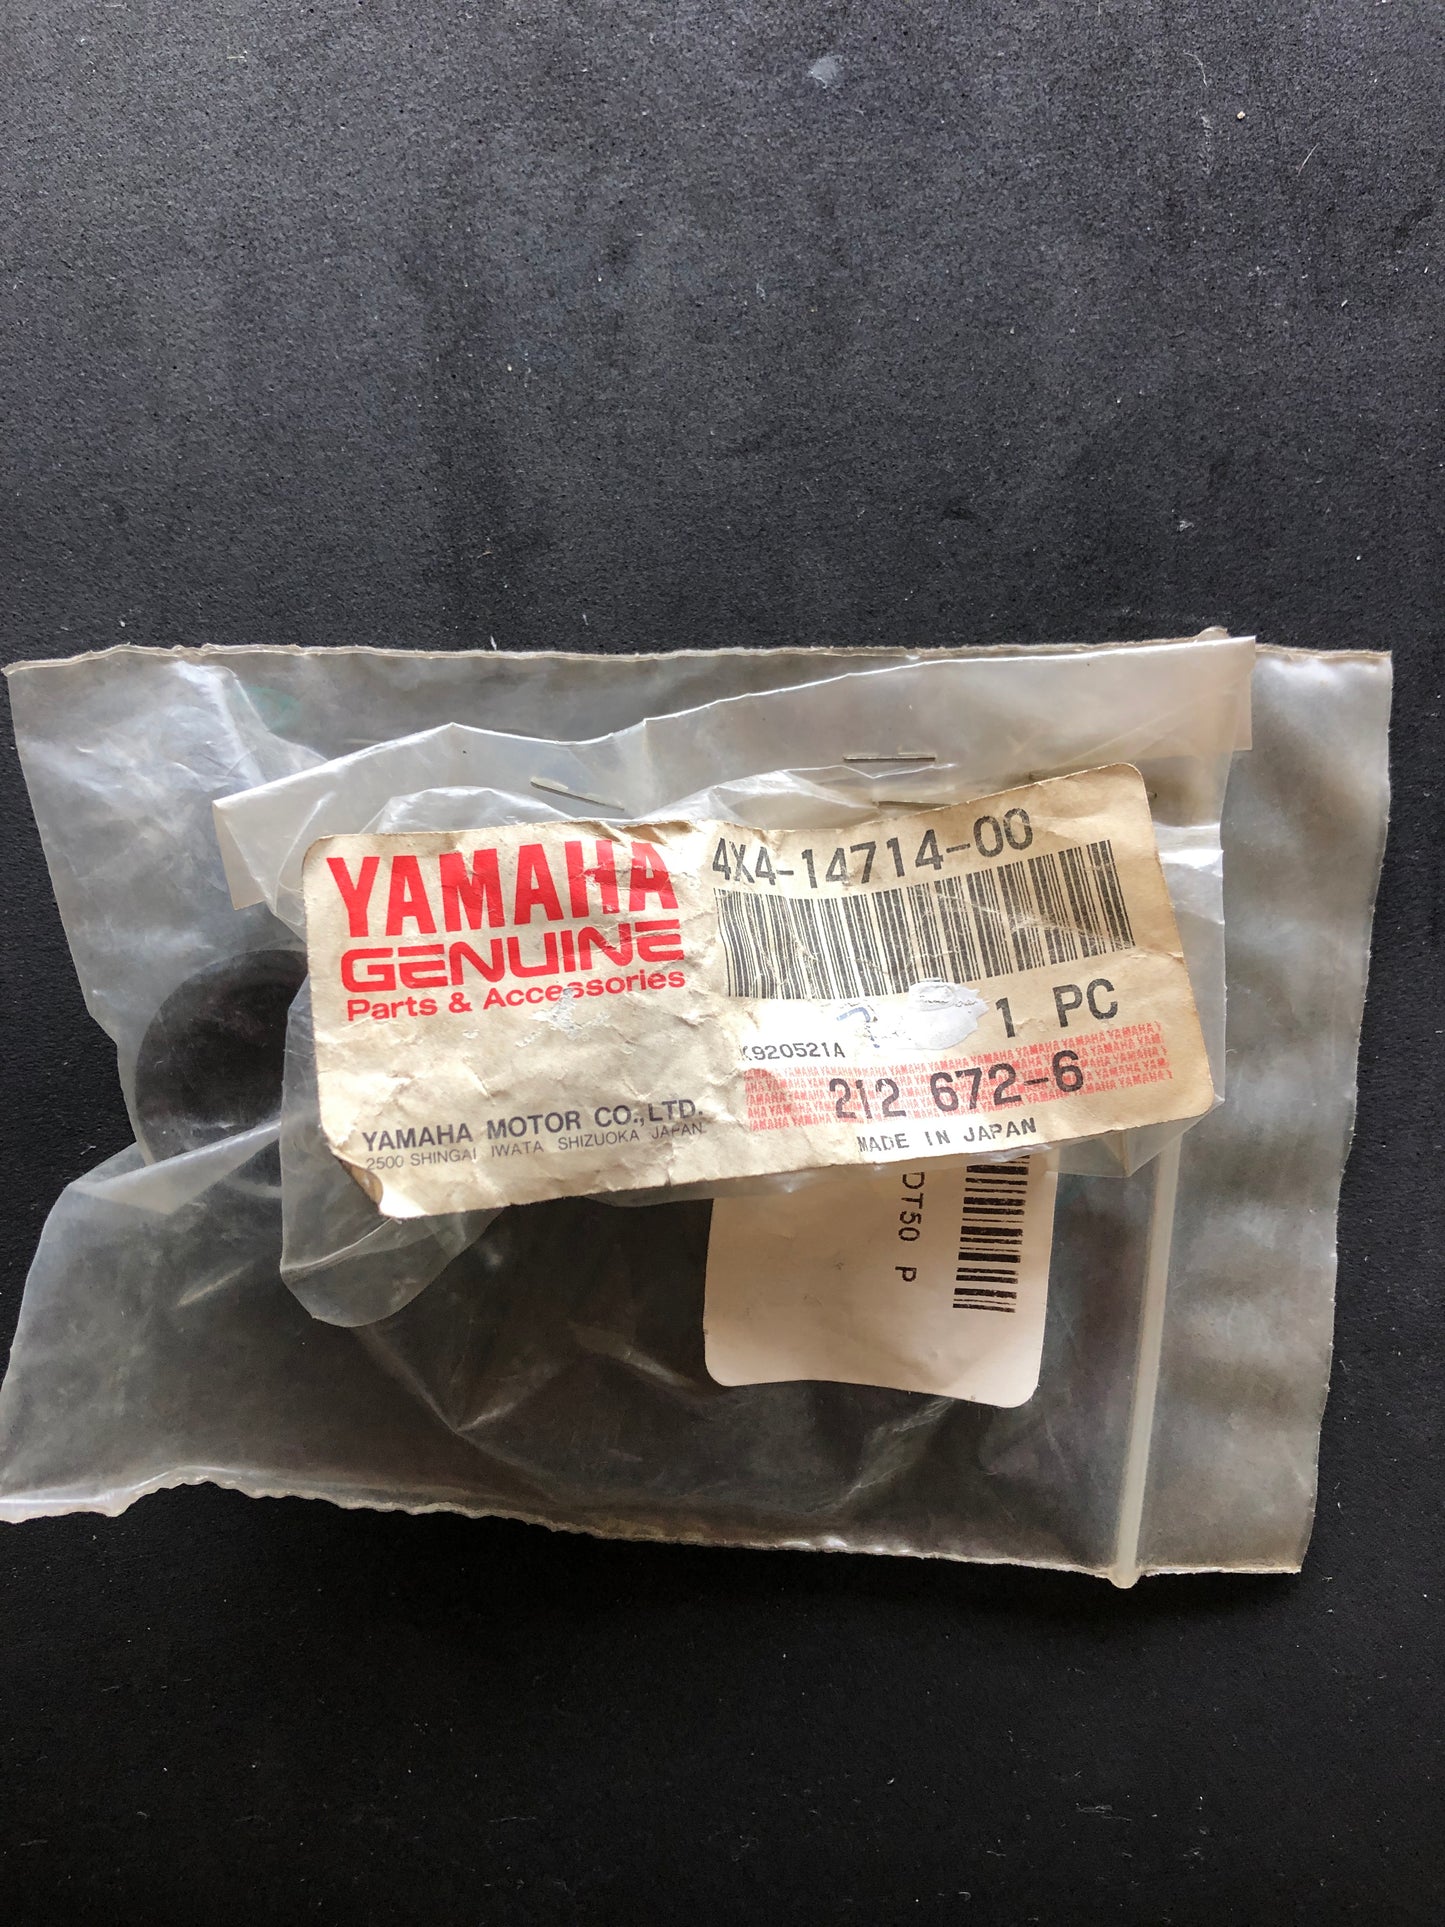 YAMAHA
GENUINE
Parts & Accessories
YAMAHA MOTOR CO.,LTD.
2500 SHINGAI IWATA SHIZUOKA JAPAN
4X4-14714-00
1 PC
K920521A
212 672-6
MADE IN JAPAN
DT50 P